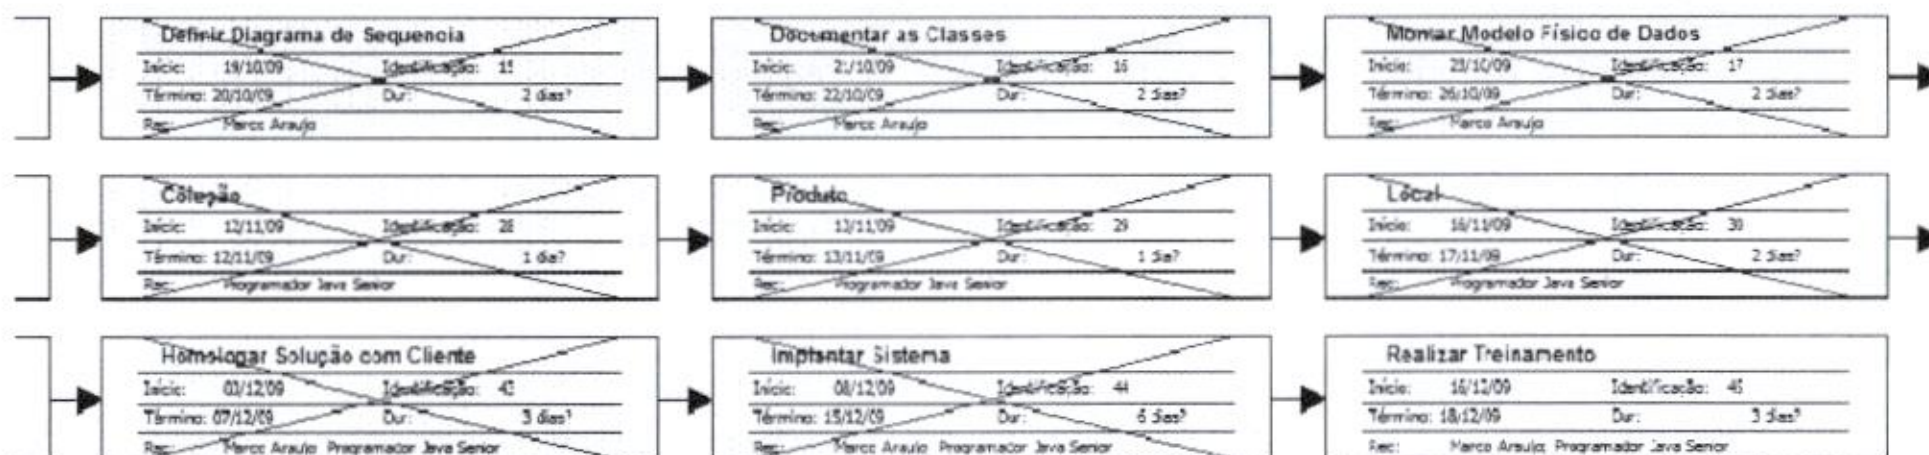 Definir Diagrama de Sequencia
Início: 19/10/09 Identificação: 15
Término: 20/10/09 Dur: 2 dias?
Rec: Marco Araujo
Documentar as Classes
Início: 21/10/09 Identificação: 16
Término: 22/10/09 Dur: 2 dias?
Rec: Marco Araujo
Montar Modelo Físico de Dados
Início: 23/10/09 Identificação: 17
Término: 26/10/09 Dur: 2 dias?
Rec: Marco Araujo
Coleção
Início: 12/11/09 Identificação: 28
Término: 12/11/09 Dur: 1 dia?
Rec: Programador Java Senior
Produto
Início: 13/11/09 Identificação: 29
Término: 13/11/09 Dur: 1 dia?
Rec: Programador Java Senior
Local
Início: 16/11/09 Identificação: 30
Término: 17/11/09 Dur: 2 dias?
Rec: Programador Java Senior
Homologar Solução com Cliente
Início: 03/12/09 Identificação: 43
Término: 07/12/09 Dur: 3 dias?
Rec: Marco Araujo; Programador Java Senior
Implantar Sistema
Início: 08/12/09 Identificação: 44
Término: 15/12/09 Dur: 6 dias?
Rec: Marco Araujo; Programador Java Senior
Realizar Treinamento
Início: 16/12/09 Identificação: 45
Término: 18/12/09 Dur: 3 dias?
Rec: Marco Araujo; Programador Java Senior